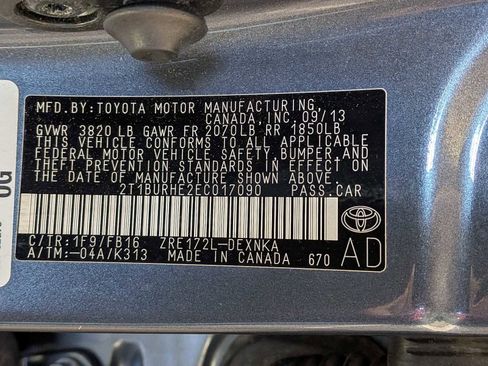 MFD.BY:TOYOTA MOTOR MANUFACTURING,
CANADA,INC.09/13
GVWR 3820 LB GAWR FR 2070LB RR 1850LB
THIS VEHICLE CONFORMS TO ALL APPLICABLE
FEDERAL MOTOR VEHICLE SAFETY,BUMPER,AND
THEFT PREVENTION STANDARDS IN EFFECT ON
THE DATE OF MANUFACTURE SHOWN ABOVE.
2T1BURHE2EC017090 PASS.CAR
C/TR:1F9/FB16 ZRE172L-DEXNKA
A/TM:-04A/K313 MADE IN CANADA 670
AD